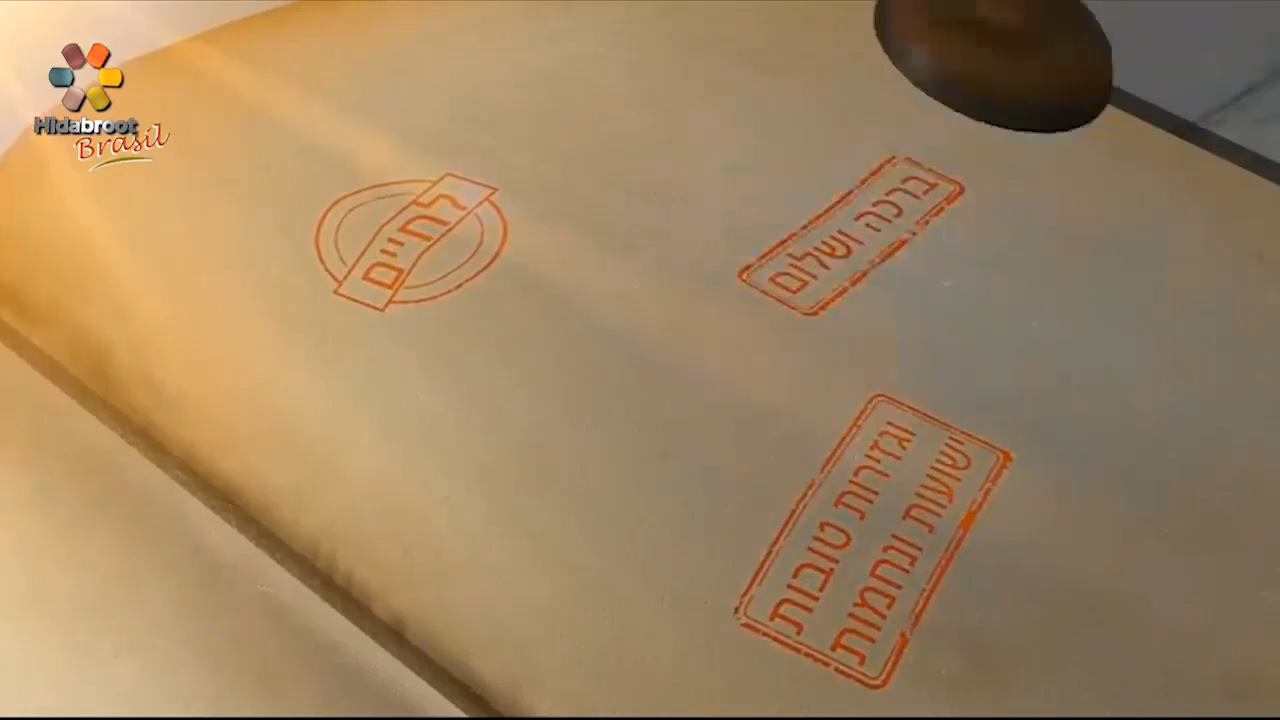 Hidabroot
Brasil
לחיים
ברכה ושלום
וגזירות טובות
ישועות ונחמות